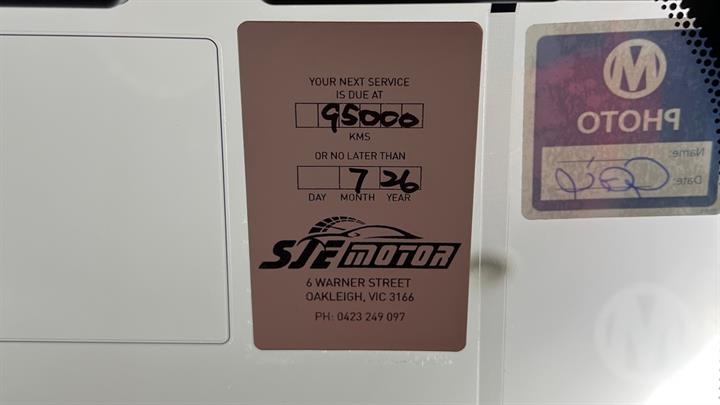 YOUR NEXT SERVICE
IS DUE AT
95000
KMS
OR NO LATER THAN
7 26
DAY MONTH YEAR
SJE MOTOR
6 WARNER STREET
OAKLEIGH, VIC 3166
PH: 0423 249 097
M
PHOTO
Name:
Date:
M